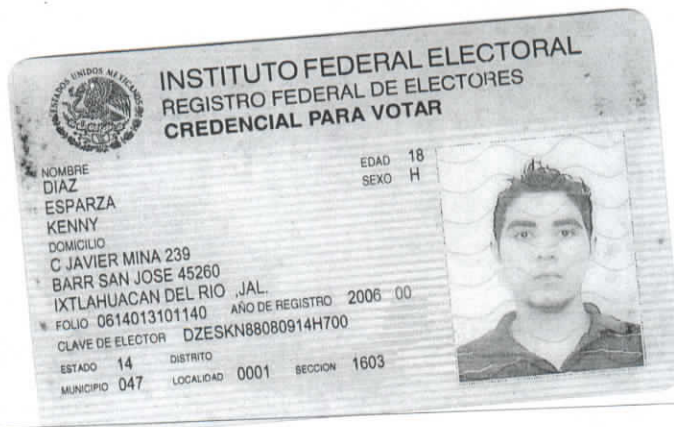 ESTADOS UNIDOS MEXICANOS
INSTITUTO FEDERAL ELECTORAL
REGISTRO FEDERAL DE ELECTORES
CREDENCIAL PARA VOTAR
NOMBRE
DIAZ
ESPARZA
KENNY
EDAD 18
SEXO H
DOMICILIO
C JAVIER MINA 239
BARR SAN JOSE 45260
IXTLAHUACAN DEL RIO ,JAL.
FOLIO 0614013101140 AÑO DE REGISTRO 2006 00
CLAVE DE ELECTOR DZESKN88080914H700
ESTADO 14 DISTRITO
MUNICIPIO 047 LOCALIDAD 0001 SECCION 1603